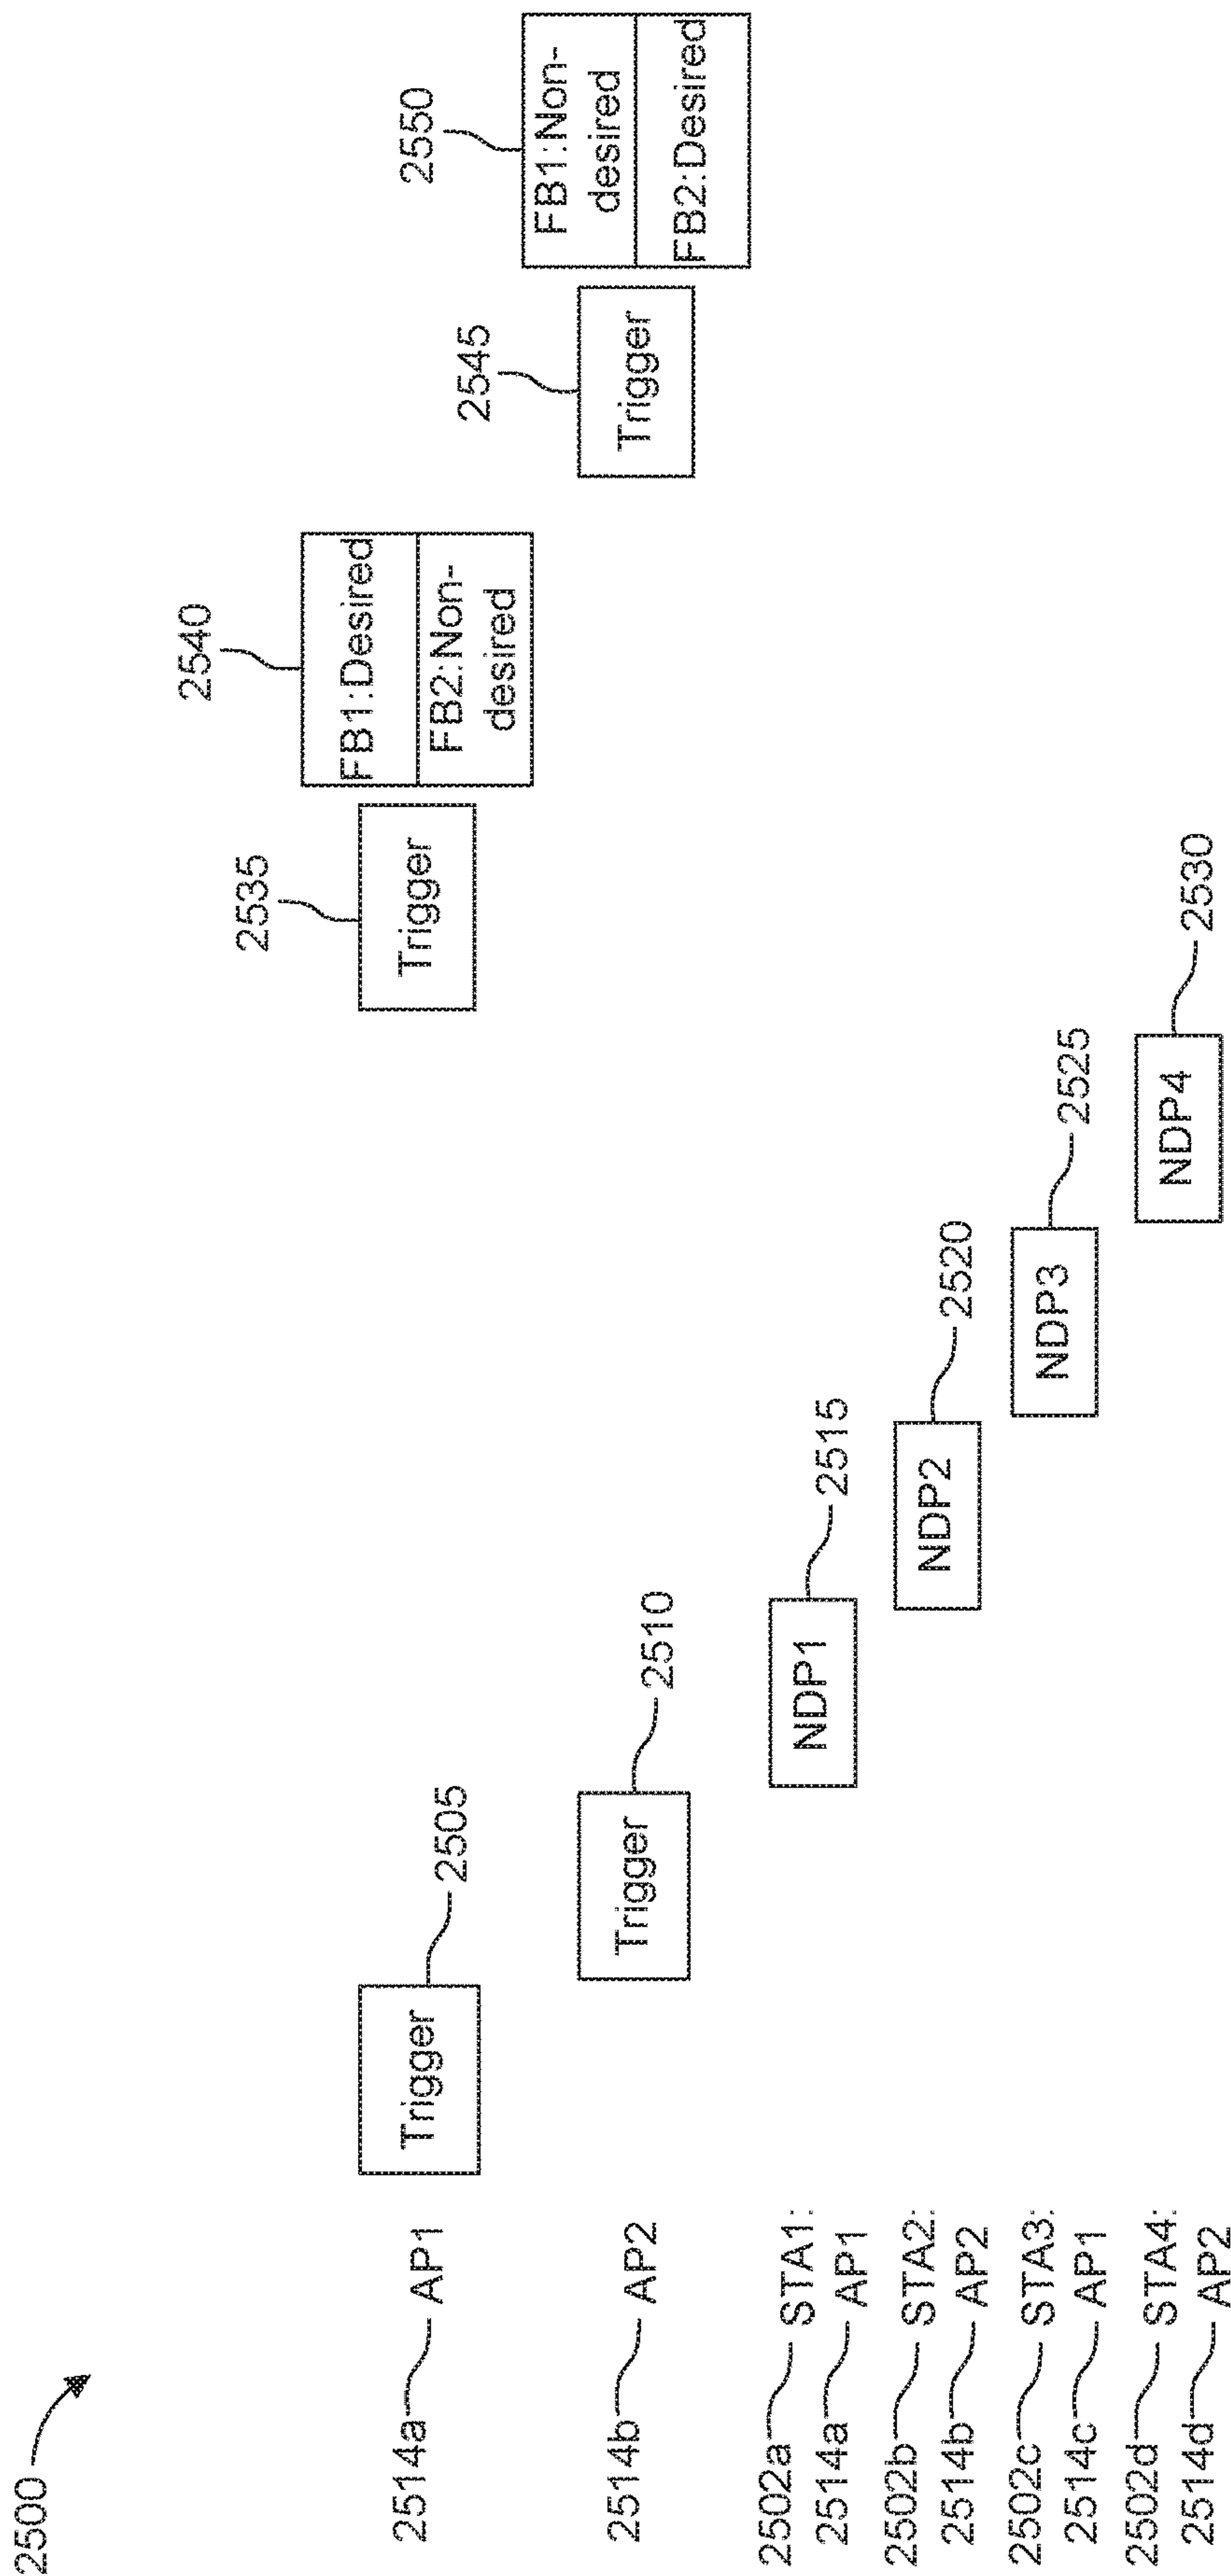 2500
2514a
AP1
Trigger
2505
Trigger
2535
FB1:Desired
FB2:Non-
desired
2540
2514b
AP2
Trigger
2510
Trigger
2545
FB1:Non-
desired
FB2:Desired
2550
2502a
STA1:
2514a
AP1
NDP1
2515
2502b
STA2:
2514b
AP2
NDP2
2520
2502c
STA3:
2514c
AP1
NDP3
2525
2502d
STA4:
2514d
AP2
NDP4
2530